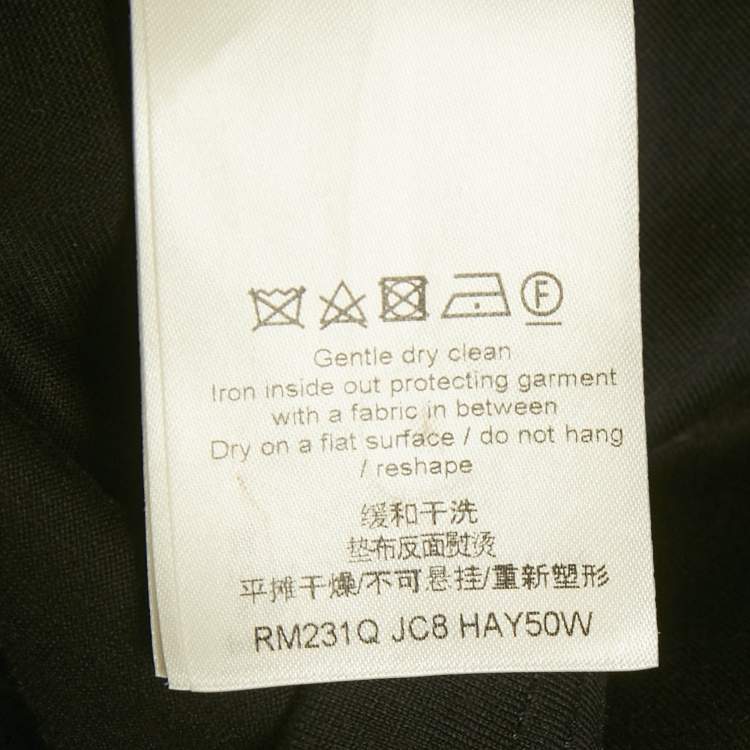 F
Gentle dry clean
Iron inside out protecting garment
with a fabric in between
Dry on a flat surface / do not hang
/ reshape
缓和干洗
垫布反面熨烫
平摊干燥/不可悬挂/重新塑形
RM231Q JC8 HAY50W